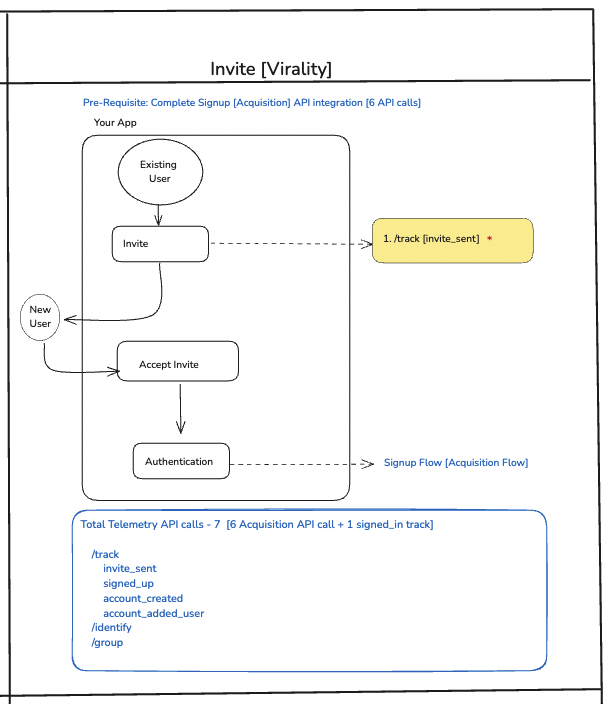 Invite [Virality]
Pre-Requisite: Complete Signup [Acquisition] API integration [6 API calls]
Your App
Existing
User
Invite
1. /track [invite_sent] *
New
User
Accept Invite
Authentication
Signup Flow [Acquisition Flow]
Total Telemetry API calls - 7 [6 Acquisition API call + 1 signed_in track]
/track
invite_sent
signed_up
account_created
account_added_user
/identify
/group